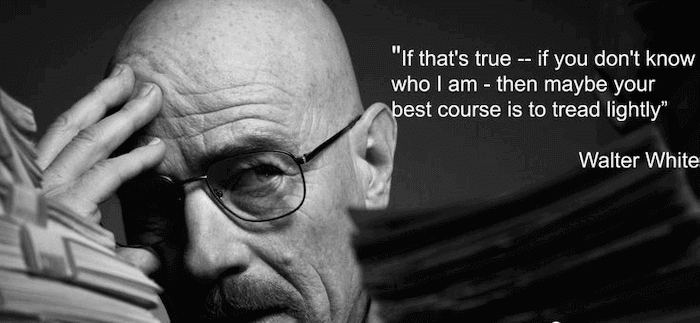 "If that's true -- if you don't know
who I am - then maybe your
best course is to tread lightly”
Walter White